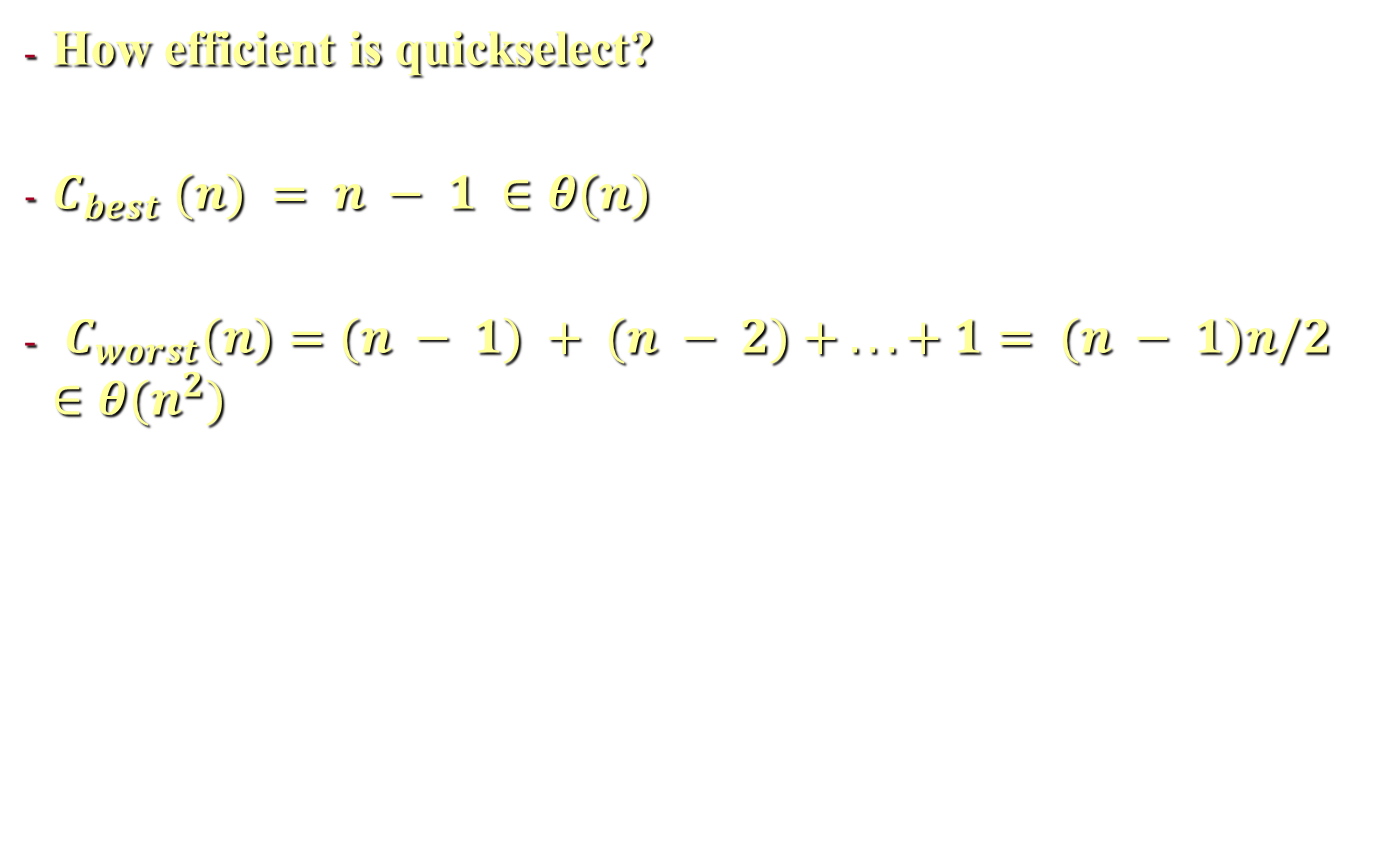 - How efficient is quickselect?
- C_best (n) = n − 1 ∈ θ(n)
- C_worst(n) = (n − 1) + (n − 2) + ... + 1 = (n − 1)n/2
∈ θ(n²)